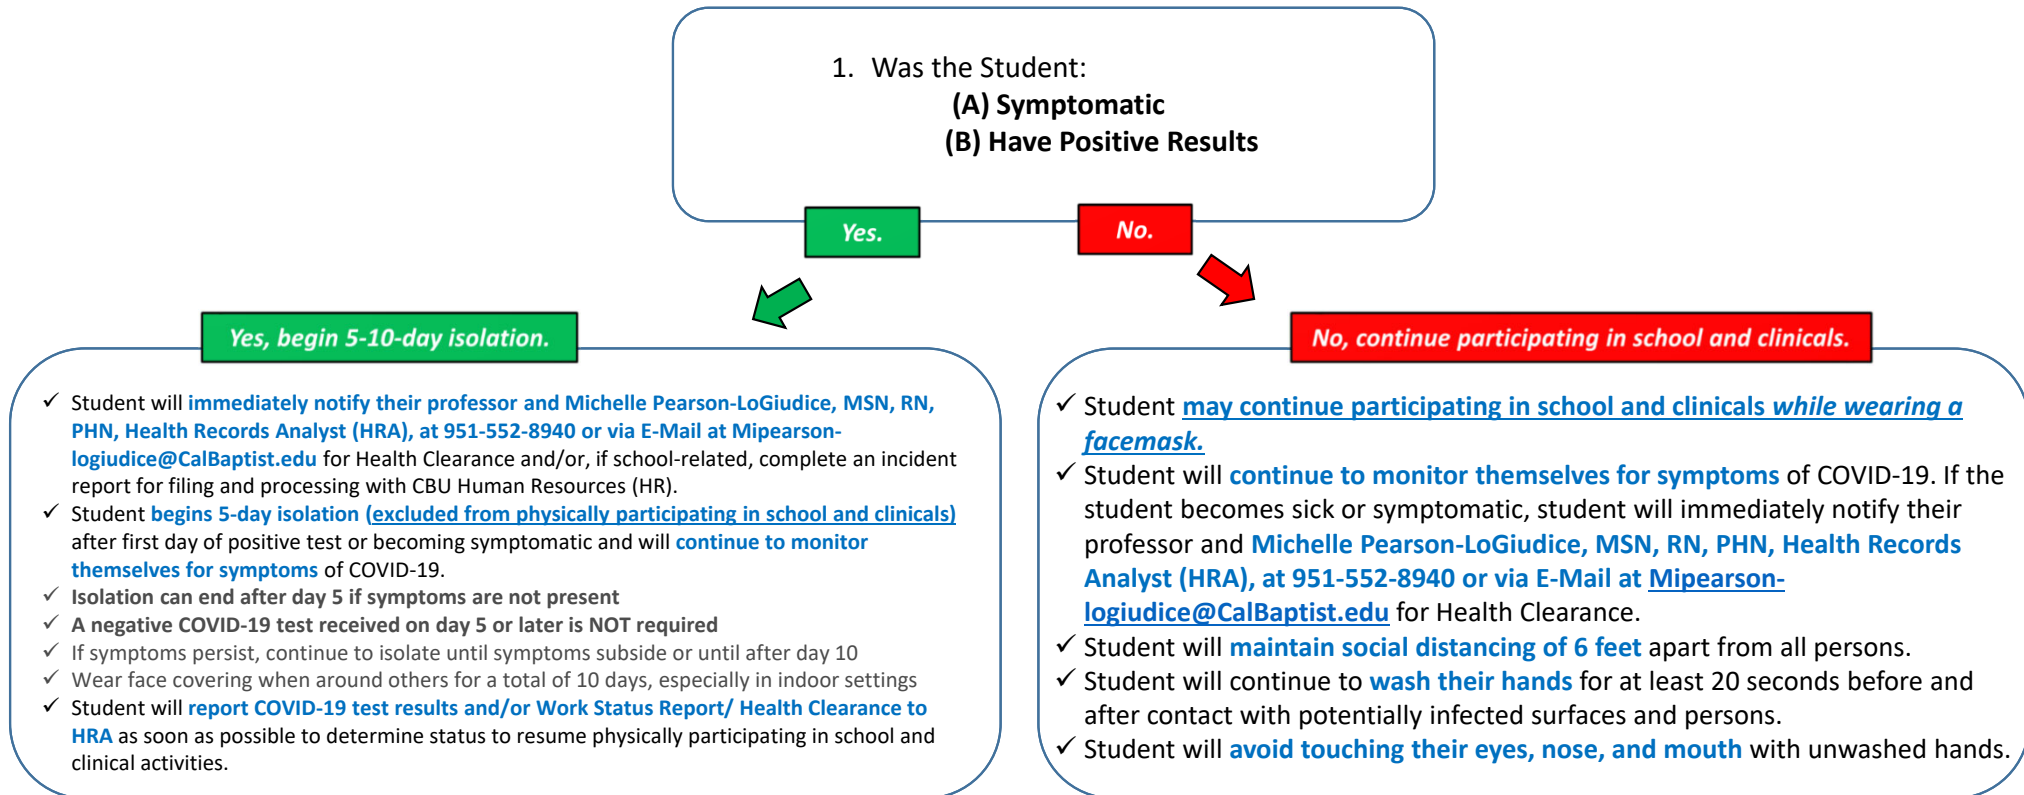 1. Was the Student:
(A) Symptomatic
(B) Have Positive Results
Yes.
No.
Yes, begin 5-10-day isolation.
✓ Student will immediately notify their professor and Michelle Pearson-LoGiudice, MSN, RN,
PHN, Health Records Analyst (HRA), at 951-552-8940 or via E-Mail at Mipearson-
logiudice@CalBaptist.edu for Health Clearance and/or, if school-related, complete an incident
report for filing and processing with CBU Human Resources (HR).
✓ Student begins 5-day isolation (excluded from physically participating in school and clinicals)
after first day of positive test or becoming symptomatic and will continue to monitor
themselves for symptoms of COVID-19.
✓ Isolation can end after day 5 if symptoms are not present
✓ A negative COVID-19 test received on day 5 or later is NOT required
✓ If symptoms persist, continue to isolate until symptoms subside or until after day 10
✓ Wear face covering when around others for a total of 10 days, especially in indoor settings
✓ Student will report COVID-19 test results and/or Work Status Report/ Health Clearance to
HRA as soon as possible to determine status to resume physically participating in school and
clinical activities.
No, continue participating in school and clinicals.
✓ Student may continue participating in school and clinicals while wearing a
facemask.
✓ Student will continue to monitor themselves for symptoms of COVID-19. If the
student becomes sick or symptomatic, student will immediately notify their
professor and Michelle Pearson-LoGiudice, MSN, RN, PHN, Health Records
Analyst (HRA), at 951-552-8940 or via E-Mail at Mipearson-
logiudice@CalBaptist.edu for Health Clearance.
✓ Student will maintain social distancing of 6 feet apart from all persons.
✓ Student will continue to wash their hands for at least 20 seconds before and
after contact with potentially infected surfaces and persons.
✓ Student will avoid touching their eyes, nose, and mouth with unwashed hands.